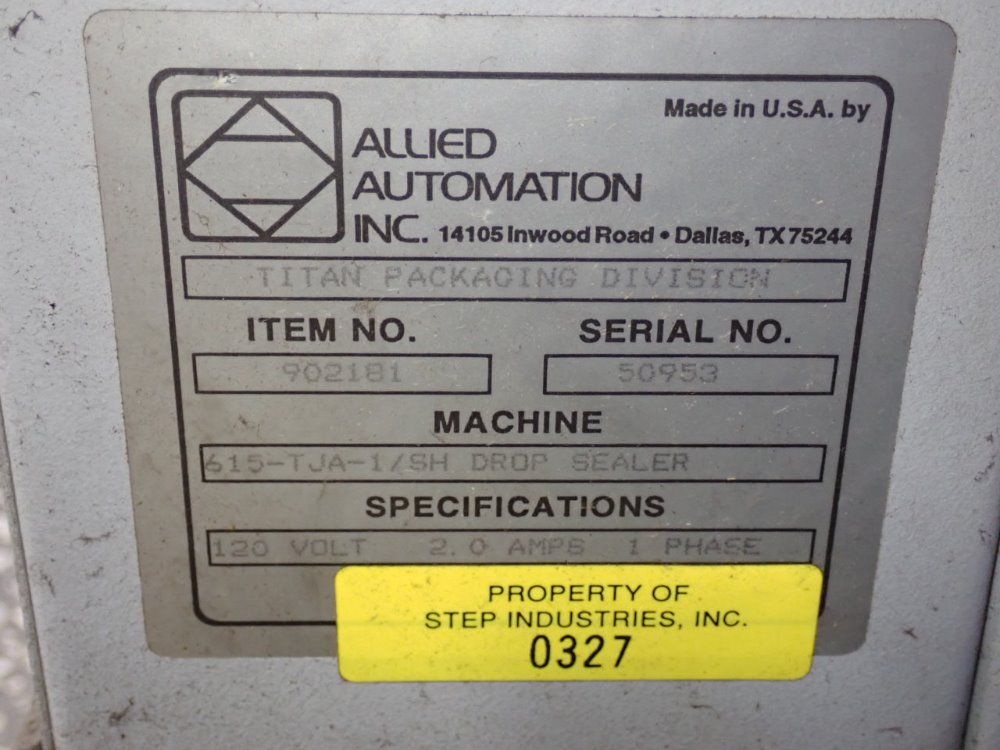 Made in U.S.A. by
ALLIED
AUTOMATION
INC. 14105 Inwood Road • Dallas, TX 75244
TITAN PACKAGING DIVISION
ITEM NO. SERIAL NO.
902181 50953
MACHINE
615-TJA-1/SH DROP SEALER
SPECIFICATIONS
120 VOLT 2.0 AMPS 1 PHASE
PROPERTY OF
STEP INDUSTRIES, INC.
0327